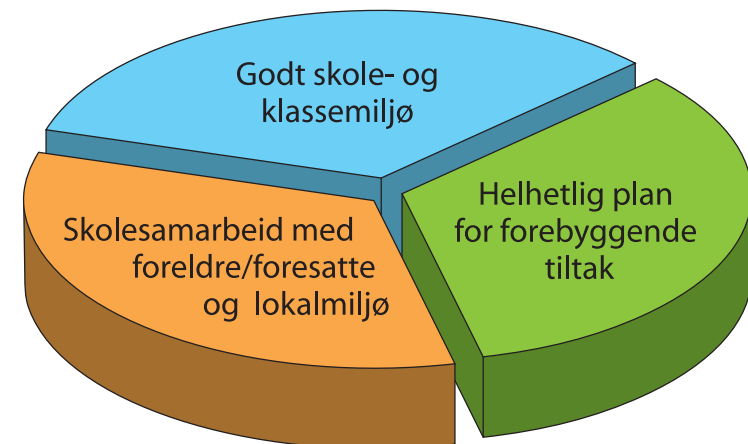 Godt skole- og
klassemiljø
Helhetlig plan
for forebyggende
tiltak
Skolesamarbeid med
foreldre/foresatte
og lokalmiljø